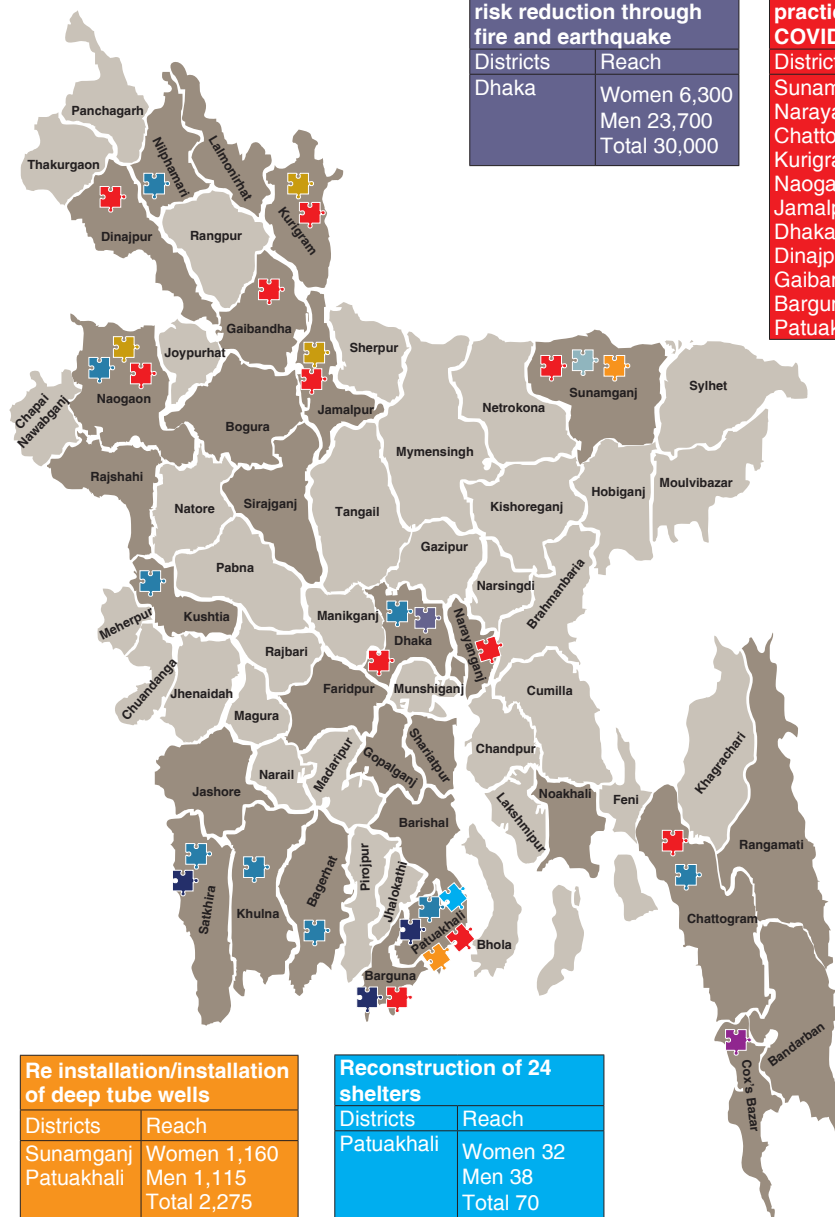 risk reduction through
fire and earthquake
Districts Reach
Dhaka Women 6,300
Men 23,700
Total 30,000
Panchagarh
Thakurgaon
Nilphamari
Lalmonirhat
Dinajpur
Rangpur
Kurigram
Gaibandha
Joypurhat
Sherpur
Naogaon
Chapai
Nawabganj
Bogura
Jamalpur
Netrokona
Sunamganj
Sylhet
Mymensingh
Rajshahi
Natore
Sirajganj
Tangail
Kishoreganj
Hobiganj
Moulvibazar
Gazipur
Pabna
Narsingdi
Brahmanbaria
Meherpur
Kushtia
Manikganj
Dhaka
Narayanganj
Rajbari
Chuandanga
Jhenaidah
Magura
Faridpur
Munshiganj
Cumilla
Khagrachari
Chandpur
Shariatpur
Gopalganj
Madaripur
Narail
Jashore
Lakshmipur
Noakhali
Feni
Rangamati
Barishal
Pirojpur
Jhalokathi
Bagerhat
Khulna
Satkhira
Patuakhali
Bhola
Barguna
Chattogram
Bandarban
Cox's Bazar
Re installation/installation
of deep tube wells
Districts Reach
Sunamganj Women 1,160
Patuakhali Men 1,115
Total 2,275
Reconstruction of 24
shelters
Districts Reach
Patuakhali Women 32
Men 38
Total 70